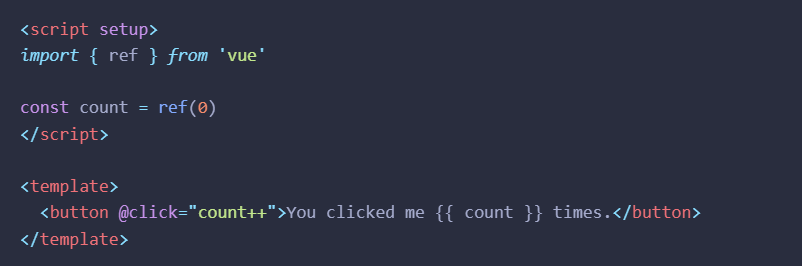 <script setup>
import { ref } from 'vue'

const count = ref(0)
</script>

<template>
  <button @click="count++">You clicked me {{ count }} times.</button>
</template>